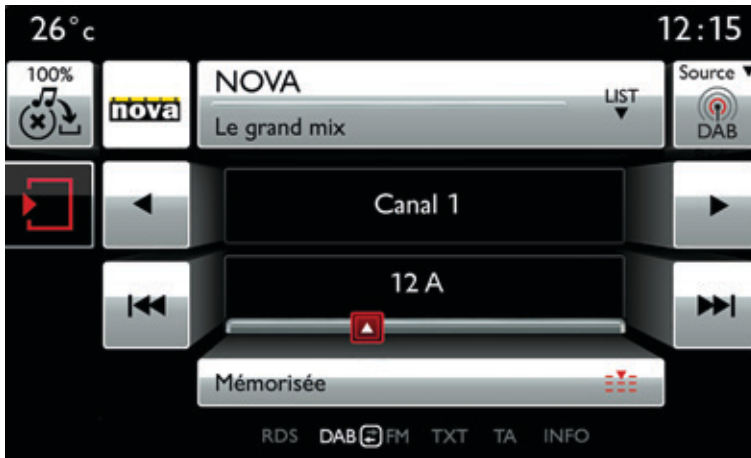 26°c
12:15
100%
nova
NOVA
Le grand mix
LIST
Source
DAB
Canal 1
12 A
Mémorisée
RDS DAB FM TXT TA INFO